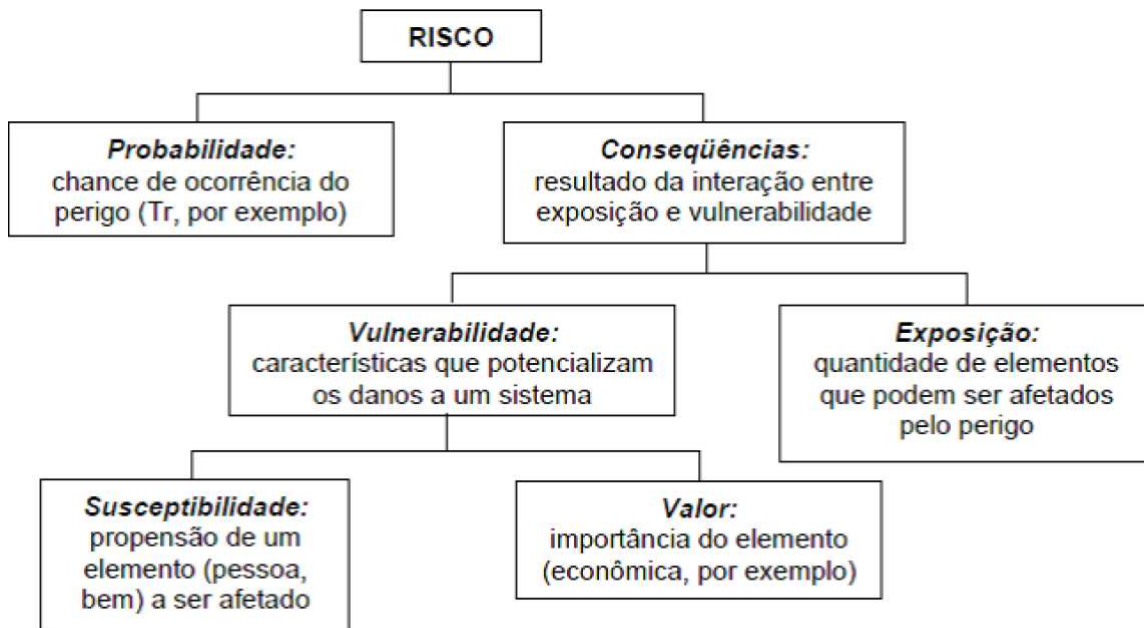 RISCO
Probabilidade:
chance de ocorrência do
perigo (Tr, por exemplo)
Conseqüências:
resultado da interação entre
exposição e vulnerabilidade
Vulnerabilidade:
características que potencializam
os danos a um sistema
Exposição:
quantidade de elementos
que podem ser afetados
pelo perigo
Susceptibilidade:
propensão de um
elemento (pessoa,
bem) a ser afetado
Valor:
importância do elemento
(econômica, por exemplo)